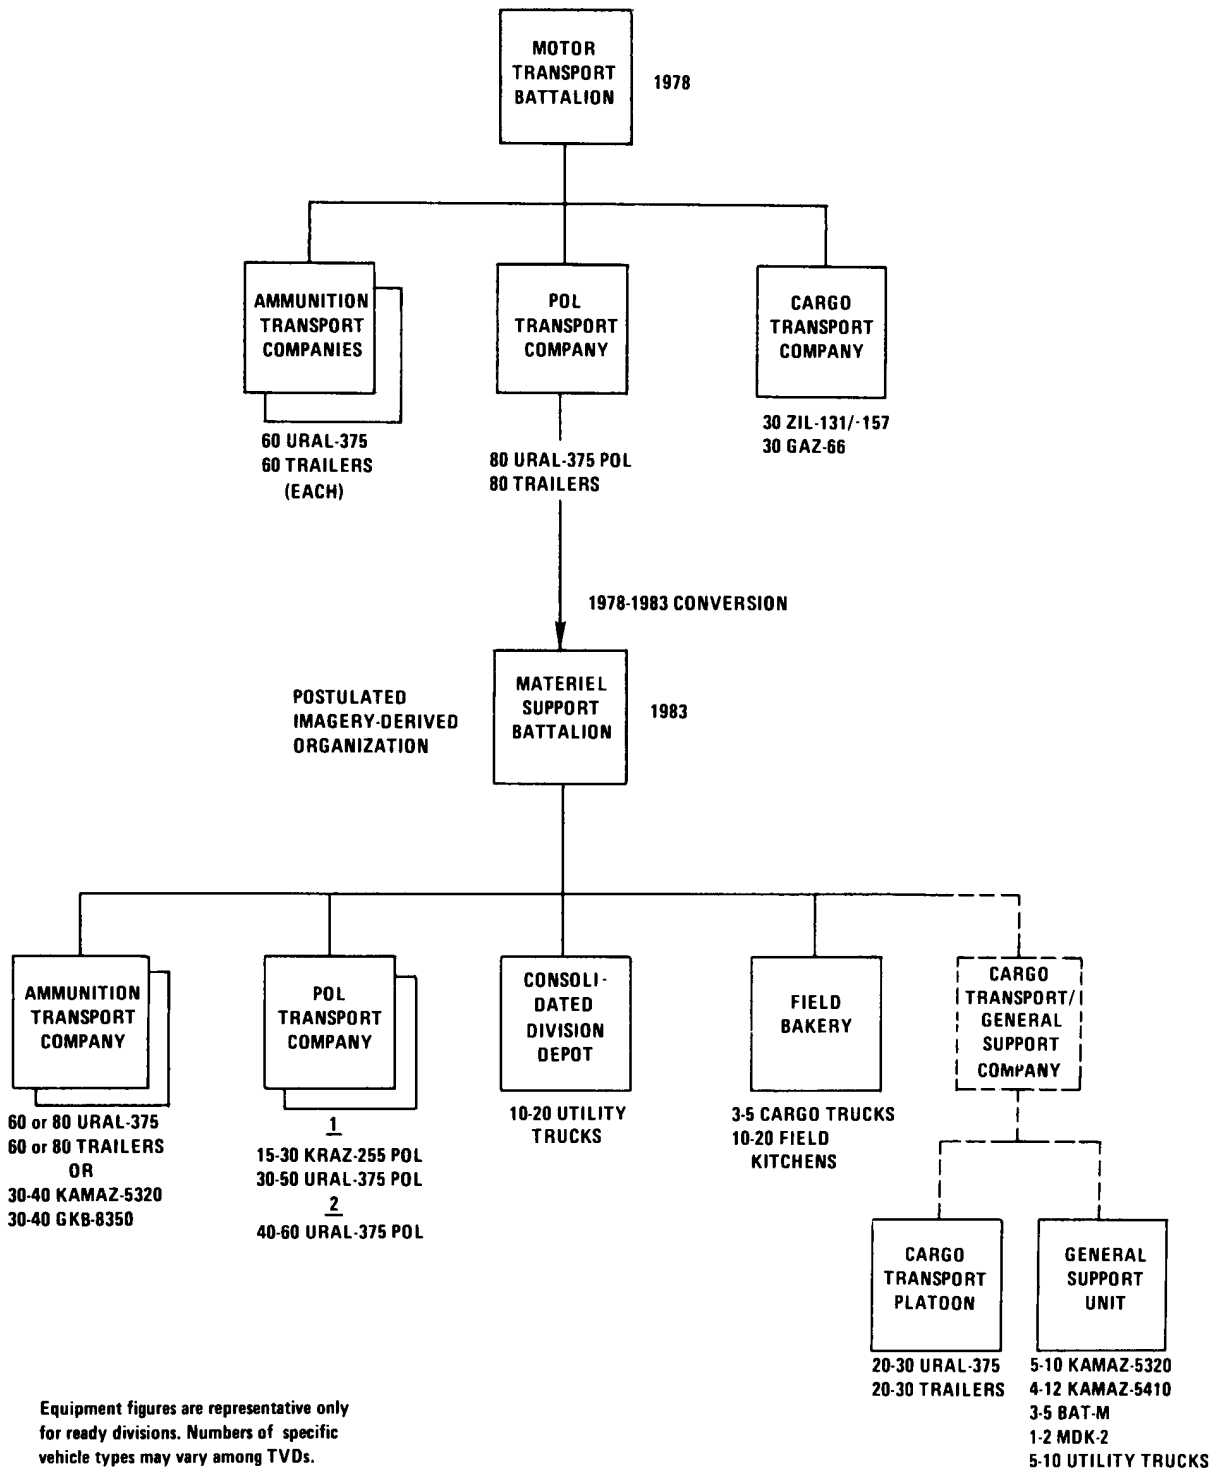 MOTOR
TRANSPORT
BATTALION
1978
AMMUNITION
TRANSPORT
COMPANIES
60 URAL-375
60 TRAILERS
(EACH)
POL
TRANSPORT
COMPANY
80 URAL-375 POL
80 TRAILERS
CARGO
TRANSPORT
COMPANY
30 ZIL-131/-157
30 GAZ-66
1978-1983 CONVERSION
POSTULATED
IMAGERY-DERIVED
ORGANIZATION
MATERIEL
SUPPORT
BATTALION
1983
AMMUNITION
TRANSPORT
COMPANY
60 or 80 URAL-375
60 or 80 TRAILERS
OR
30-40 KAMAZ-5320
30-40 GKB-8350
POL
TRANSPORT
COMPANY
1
15-30 KRAZ-255 POL
30-50 URAL-375 POL
2
40-60 URAL-375 POL
CONSOLI-
DATED
DIVISION
DEPOT
10-20 UTILITY
TRUCKS
FIELD
BAKERY
3-5 CARGO TRUCKS
10-20 FIELD
KITCHENS
CARGO
TRANSPORT/
GENERAL
SUPPORT
COMPANY
CARGO
TRANSPORT
PLATOON
20-30 URAL-375
20-30 TRAILERS
GENERAL
SUPPORT
UNIT
5-10 KAMAZ-5320
4-12 KAMAZ-5410
3-5 BAT-M
1-2 MDK-2
5-10 UTILITY TRUCKS
Equipment figures are representative only
for ready divisions. Numbers of specific
vehicle types may vary among TVDs.